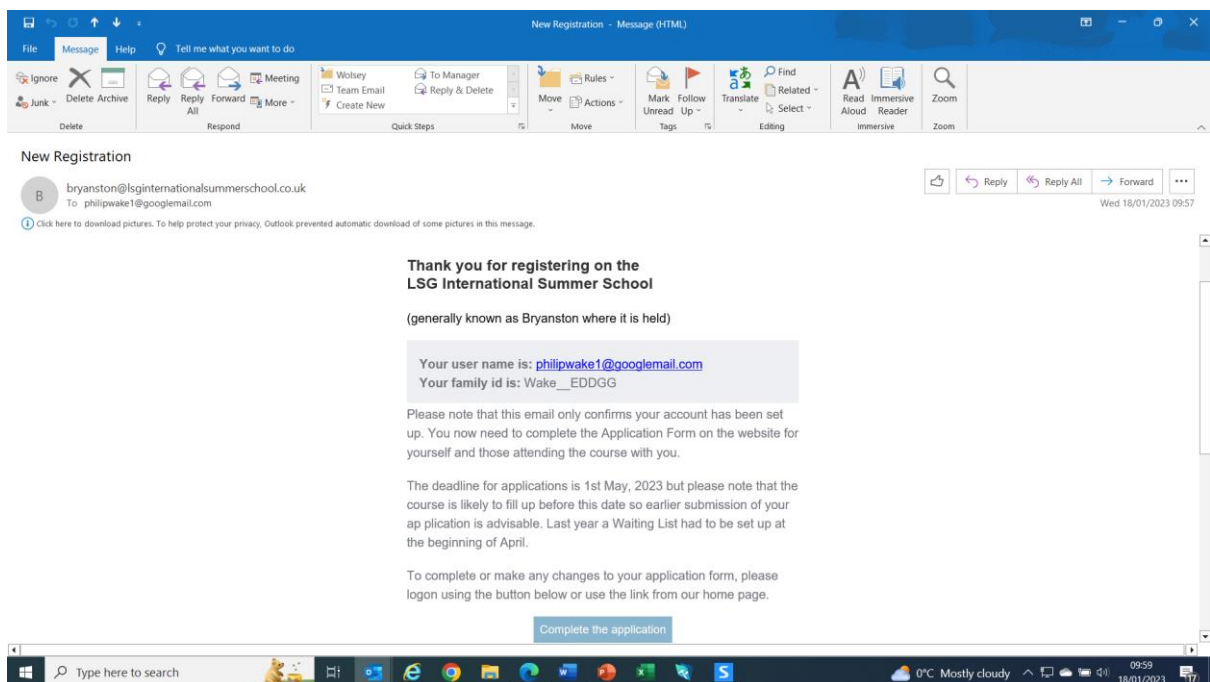 New Registration - Message (HTML)
File Message Help Tell me what you want to do
Ignore
Junk
Delete Archive
Reply Reply All Forward
Meeting
More
Wolsey To Manager
Team Email Reply & Delete
Create New
Move
Rules
Actions
Mark Unread Follow Up
Translate
Find
Related
Select
Read Aloud Immersive Reader
Zoom
Delete Respond Quick Steps Move Tags Editing Immersive Zoom
New Registration
B
bryanston@lsginternationalsummerschool.co.uk
To philipwake1@googlemail.com
Reply Reply All Forward
Wed 18/01/2023 09:57
Click here to download pictures. To help protect your privacy, Outlook prevented automatic download of some pictures in this message.
Thank you for registering on the
LSG International Summer School
(generally known as Bryanston where it is held)
Your user name is: philipwake1@googlemail.com
Your family id is: Wake__EDDGG
Please note that this email only confirms your account has been set
up. You now need to complete the Application Form on the website for
yourself and those attending the course with you.
The deadline for applications is 1st May, 2023 but please note that the
course is likely to fill up before this date so earlier submission of your
ap plication is advisable. Last year a Waiting List had to be set up at
the beginning of April.
To complete or make any changes to your application form, please
logon using the button below or use the link from our home page.
Complete the application
Type here to search
0°C Mostly cloudy
09:59
18/01/2023
17